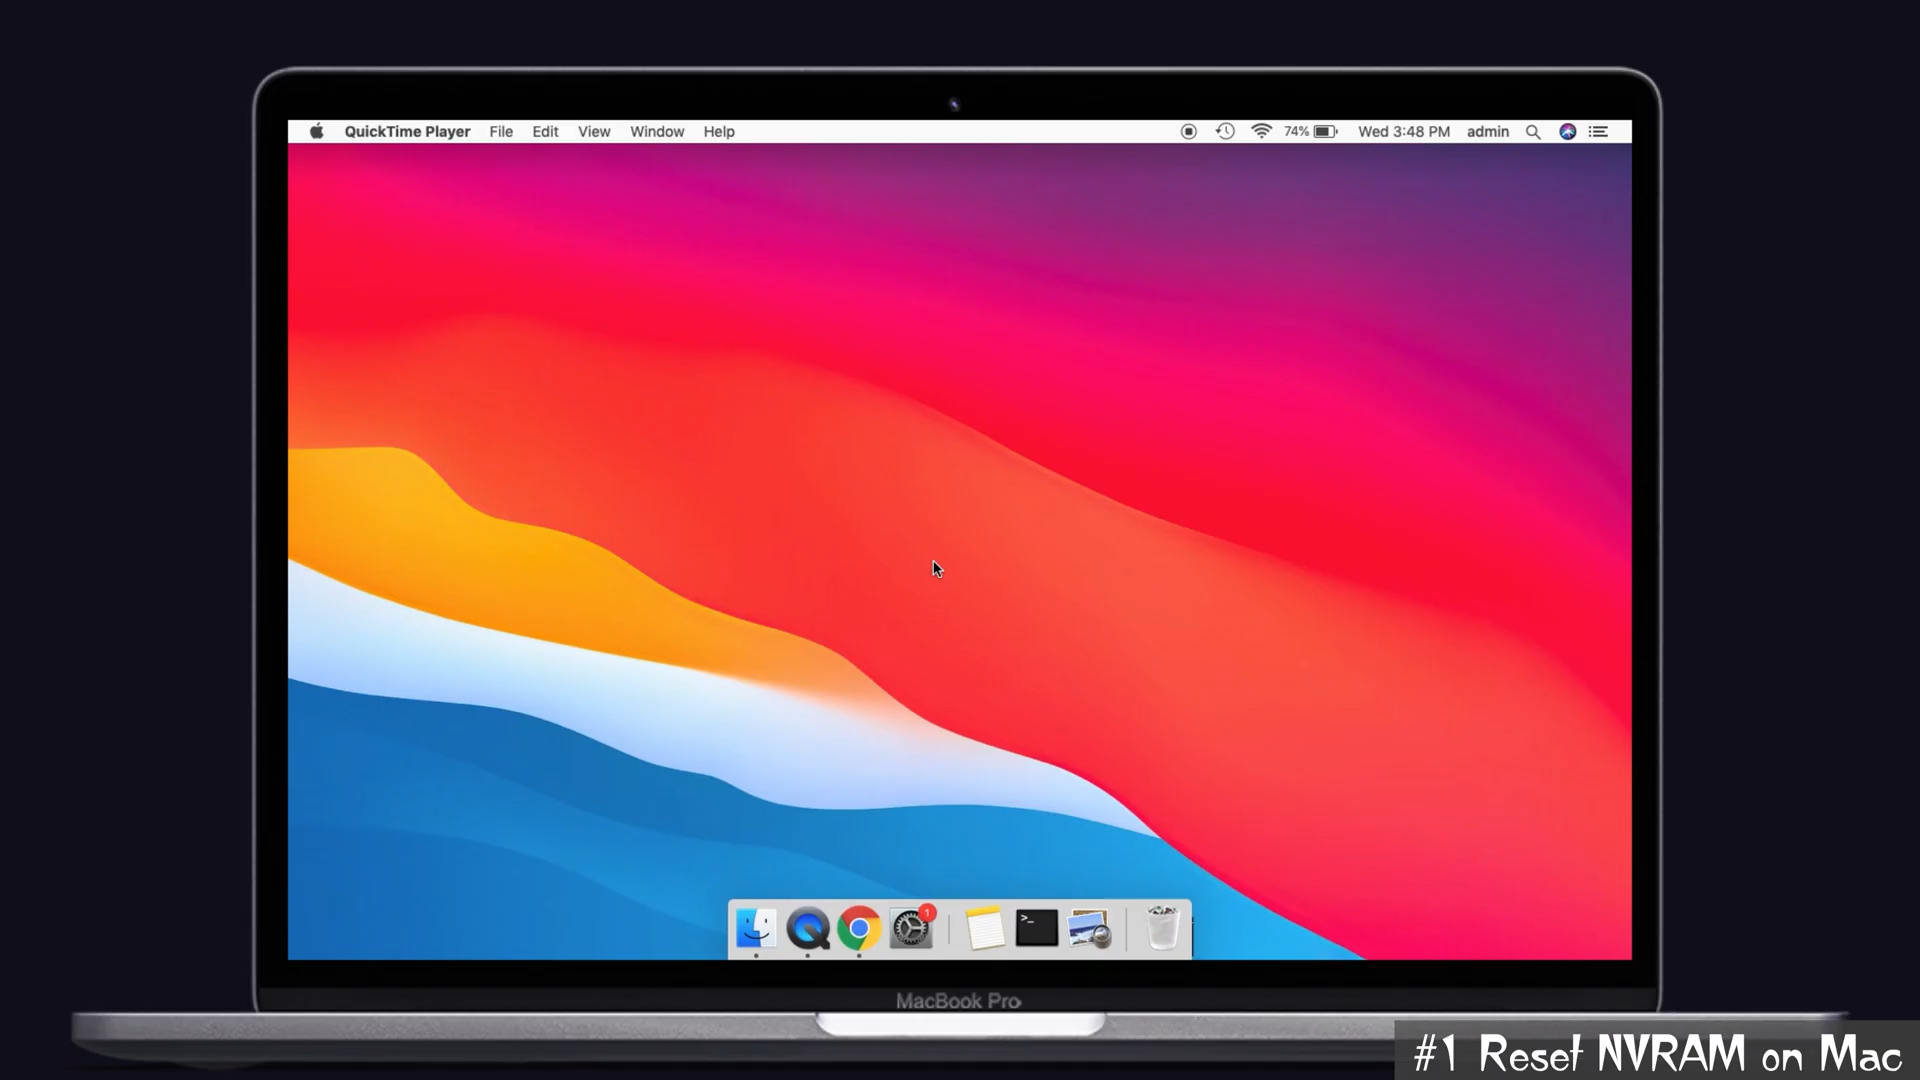 QuickTime Player File Edit View Window Help 74% Wed 3:48 PM admin
1
>_
MacBook Pro
#1 Reset NVRAM on Mac